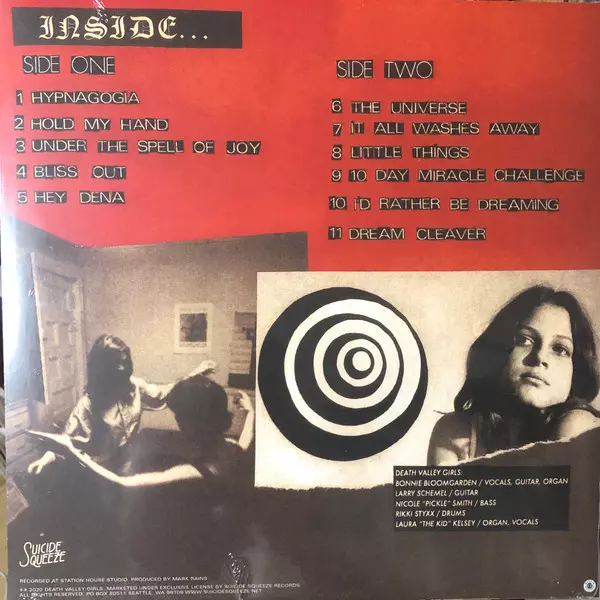 INSIDE...
SIDE ONE
1 HYPNAGOGIA
2 HOLD MY HAND
3 UNDER THE SPELL OF JOY
4 BLISS OUT
5 HEY DENA
SIDE TWO
6 THE UNIVERSE
7 IT ALL WASHES AWAY
8 LITTLE THINGS
9 10 DAY MIRACLE CHALLENGE
10 I'D RATHER BE DREAMING
11 DREAM CLEAVER
DEATH VALLEY GIRLS:
BONNIE BLOOMGARDEN / VOCALS, GUITAR, ORGAN
LARRY SCHEMEL / GUITAR
NICOLE "PICKLE" SMITH / BASS
RIKKI STYXX / DRUMS
LAURA "THE KID" KELSEY / ORGAN, VOCALS
SUICIDE
SQUEEZE
RECORDED AT STATION HOUSE STUDIO. PRODUCED BY MARK RAINS
2020 DEATH VALLEY GIRLS. MARKETED UNDER EXCLUSIVE LICENSE BY SUICIDE SQUEEZE RECORDS
ALL RIGHTS RESERVED. PO BOX 80511 SEATTLE, WA 98108 WWW.SUICIDESQUEEZE.NET